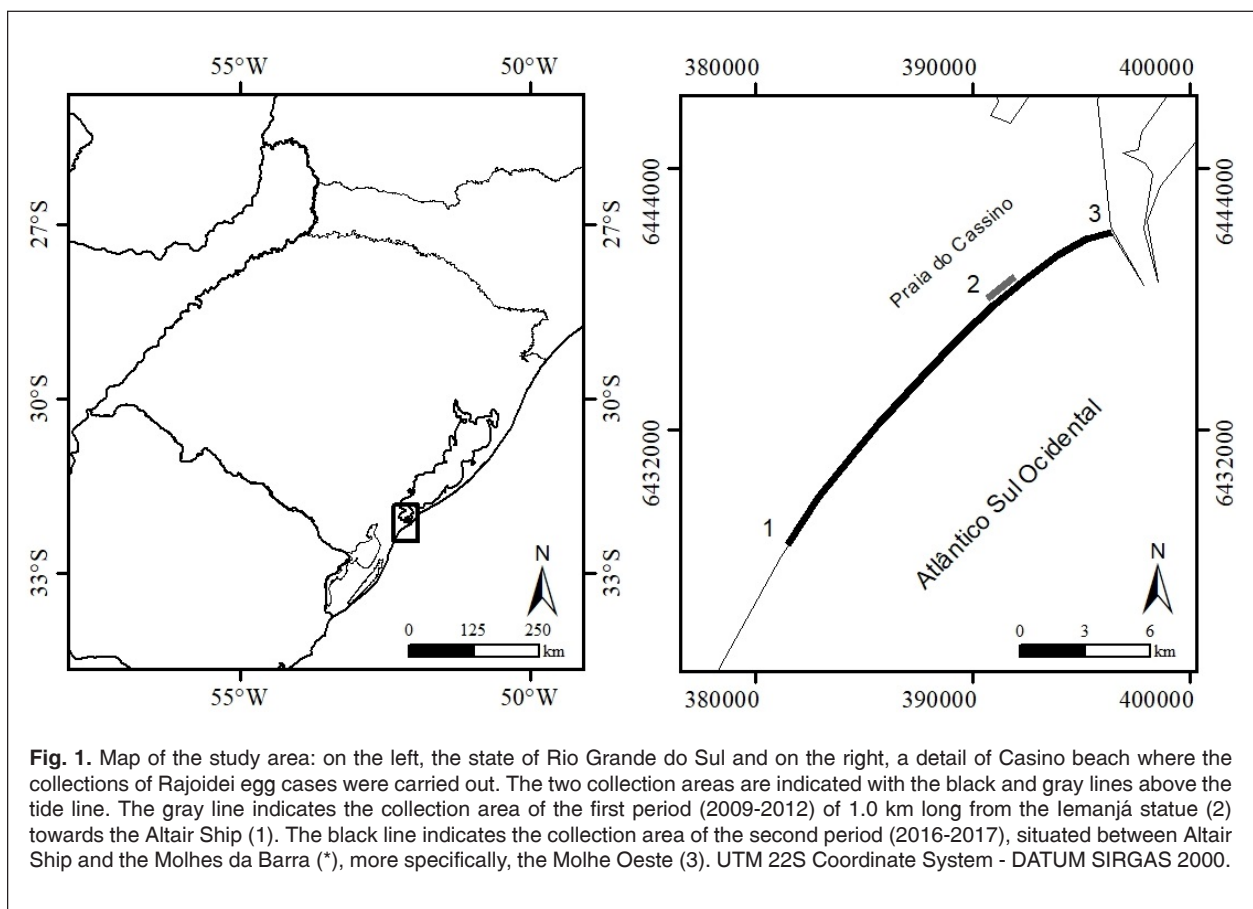 55°W 50°W
380000 390000 400000
27°S
27°S
30°S
30°S
33°S
33°S
N
0 125 250
km
55°W 50°W
6444000
6444000
6432000
6432000
Praia do Cassino
3
2
1
Atlântico Sul Ocidental
N
0 3 6
km
380000 390000 400000
Fig. 1. Map of the study area: on the left, the state of Rio Grande do Sul and on the right, a detail of Casino beach where the
collections of Rajoidei egg cases were carried out. The two collection areas are indicated with the black and gray lines above the
tide line. The gray line indicates the collection area of the first period (2009-2012) of 1.0 km long from the Iemanjá statue (2)
towards the Altair Ship (1). The black line indicates the collection area of the second period (2016-2017), situated between Altair
Ship and the Molhes da Barra (*), more specifically, the Molhe Oeste (3). UTM 22S Coordinate System - DATUM SIRGAS 2000.